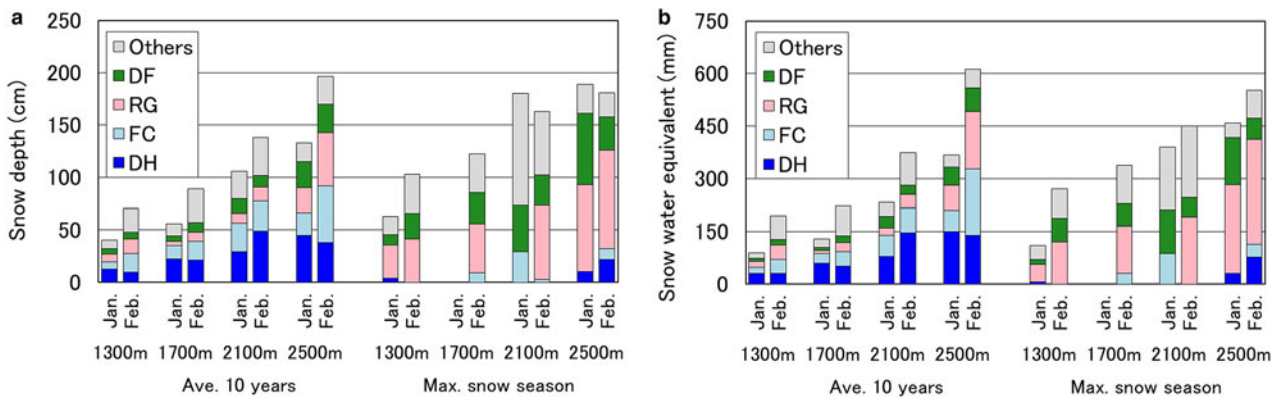 a
250
200
150
100
50
0
Snow depth (cm)
Others
DF
RG
FC
DH
Jan. Feb. Jan. Feb. Jan. Feb. Jan. Feb. Jan. Feb. Jan. Feb. Jan. Feb. Jan. Feb.
1300m 1700m 2100m 2500m 1300m 1700m 2100m 2500m
Ave. 10 years Max. snow season
b
750
600
450
300
150
0
Snow water equivalent (mm)
Others
DF
RG
FC
DH
Jan. Feb. Jan. Feb. Jan. Feb. Jan. Feb. Jan. Feb. Jan. Feb. Jan. Feb. Jan. Feb.
1300m 1700m 2100m 2500m 1300m 1700m 2100m 2500m
Ave. 10 years Max. snow season